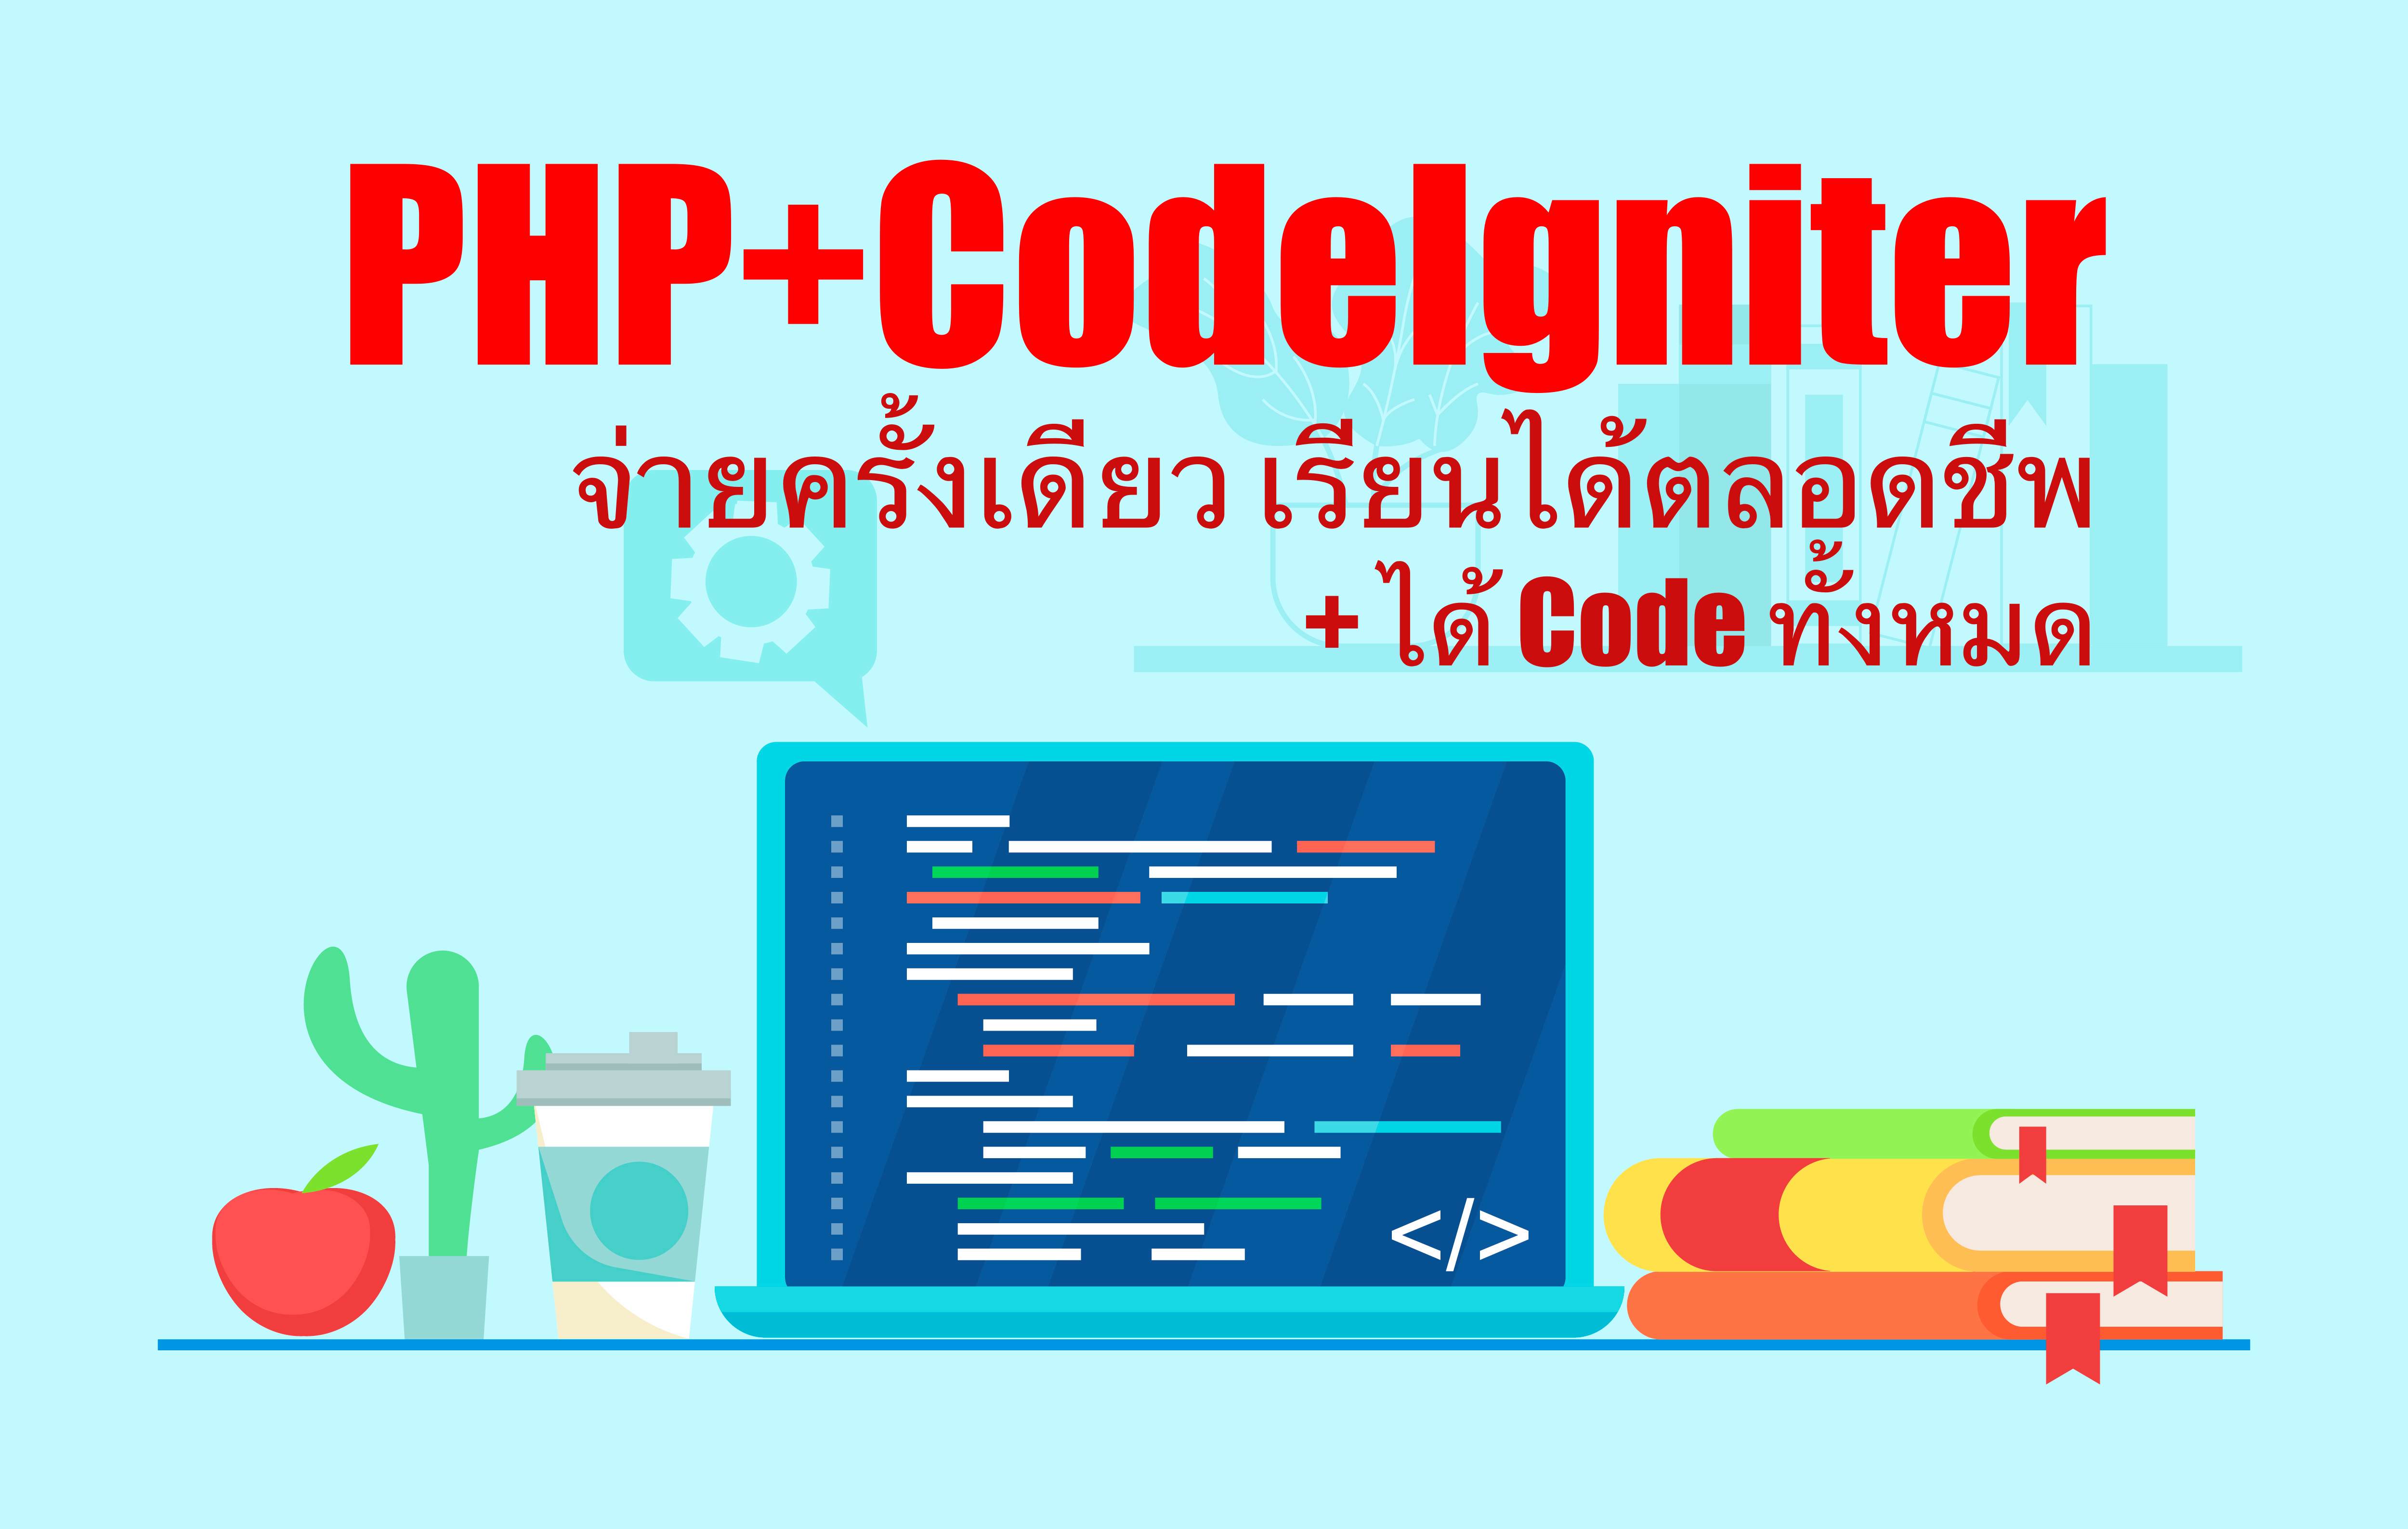 PHP+CodeIgniter
จ่ายครั้งเดียว เรียนได้ตลอดชีพ
+ ได้ Code ทั้งหมด
</>